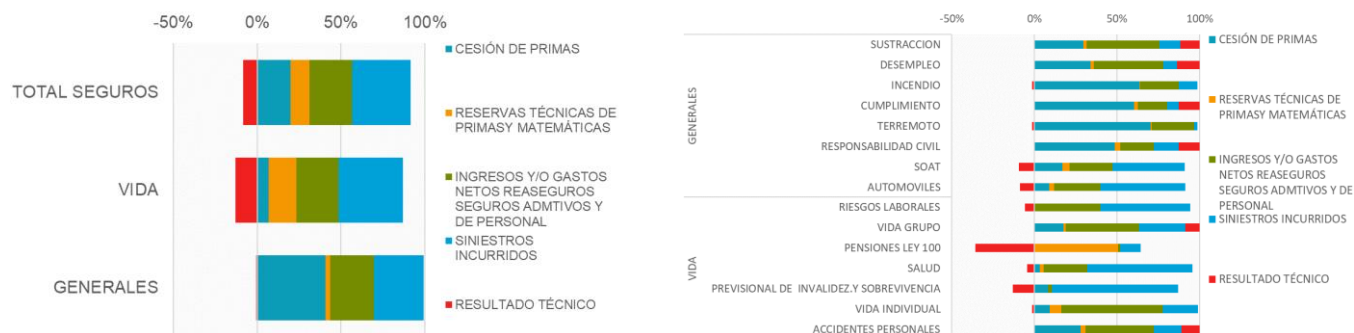 -50% 0% 50% 100%
TOTAL SEGUROS
VIDA
GENERALES
CESIÓN DE PRIMAS
RESERVAS TÉCNICAS DE
PRIMASY MATEMÁTICAS
INGRESOS Y/O GASTOS
NETOS REASEGUROS
SEGUROS ADMTIVOS Y
DE PERSONAL
SINIESTROS
INCURRIDOS
RESULTADO TÉCNICO
-50% 0% 50% 100%
GENERALES
SUSTRACCION
DESEMPLEO
INCENDIO
CUMPLIMIENTO
TERREMOTO
RESPONSABILIDAD CIVIL
SOAT
AUTOMOVILES
VIDA
RIESGOS LABORALES
VIDA GRUPO
PENSIONES LEY 100
SALUD
PREVISIONAL DE INVALIDEZ.Y SOBREVIVENCIA
VIDA INDIVIDUAL
ACCIDENTES PERSONALES
CESIÓN DE PRIMAS
RESERVAS TÉCNICAS DE
PRIMASY MATEMÁTICAS
INGRESOS Y/O GASTOS
NETOS REASEGUROS
SEGUROS ADMTIVOS Y DE
PERSONAL
SINIESTROS INCURRIDOS
RESULTADO TÉCNICO